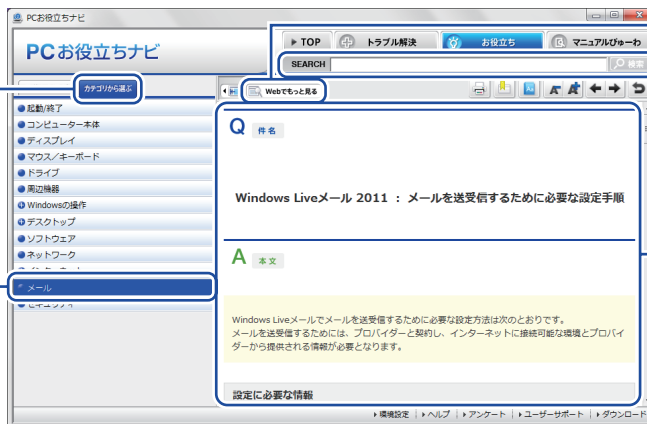 PCお役立ちナビ
PCお役立ちナビ
TOP
トラブル解決
お役立ち
マニュアルびゅーわ
SEARCH
検索
カテゴリから選ぶ
Webでもっと見る
起動/終了
コンピューター本体
ディスプレイ
マウス/キーボード
ドライブ
周辺機器
Windowsの操作
デスクトップ
ソフトウェア
ネットワーク
メール
セキュリティ
Q 件名
Windows Liveメール 2011 : メールを送受信するために必要な設定手順
A 本文
Windows Liveメールでメールを送受信するために必要な設定方法は次のとおりです。
メールを送受信するためには、プロバイダーと契約し、インターネットに接続可能な環境とプロバイ
ダーから提供される情報が必要となります。
設定に必要な情報
環境設定 | ヘルプ | アンケート | ユーザーサポート | ダウンロード